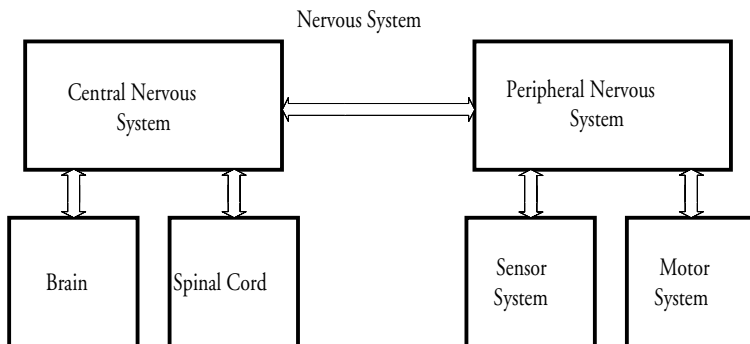 Nervous System
Central Nervous
System
Peripheral Nervous
System
Brain
Spinal Cord
Sensor
System
Motor
System